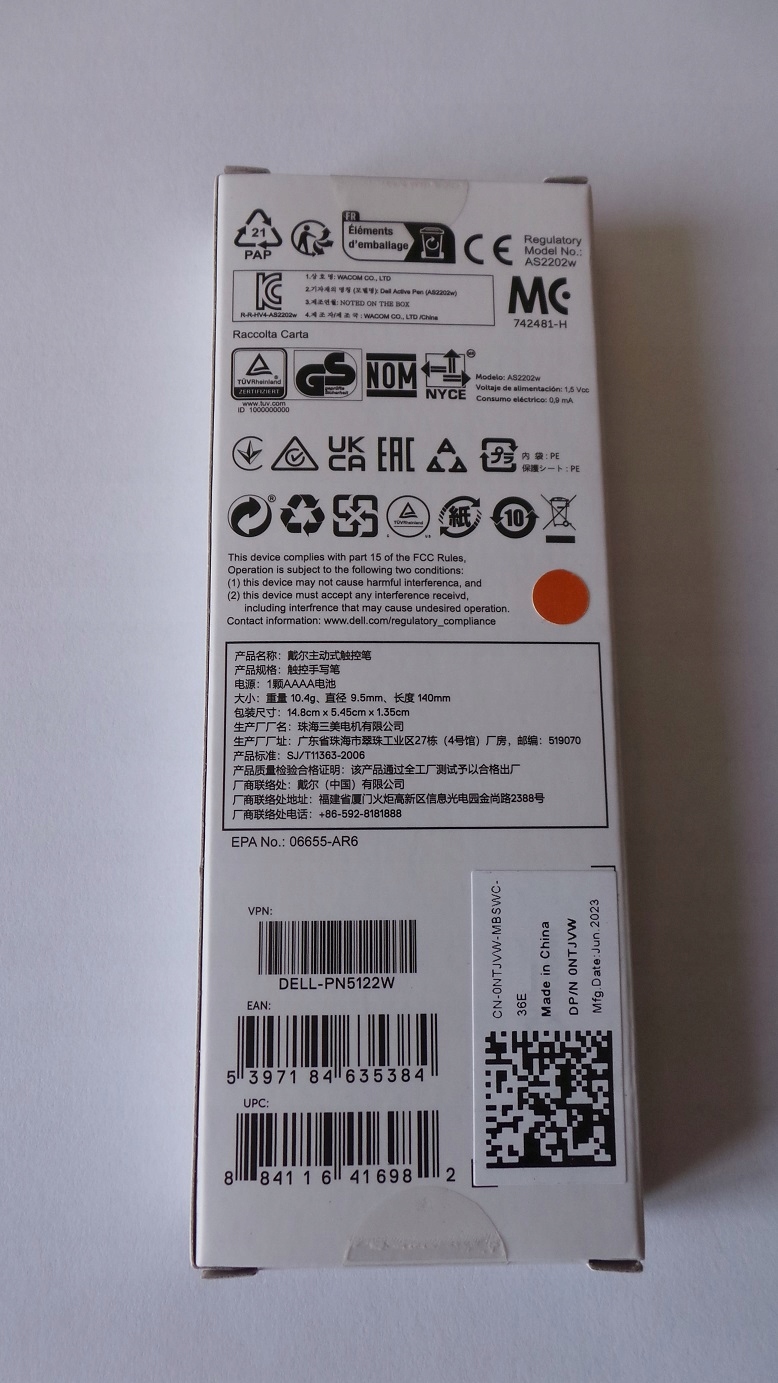 21
PAP
FR
Éléments
d'emballage
CE
Regulatory
Model No.:
AS2202w
R-R-HV4-AS2202w
1.상 호 명: WACOM CO., LTD
2.기자재의 명칭 (모델명): Dell Active Pen (AS2202w)
3.제조연월: NOTED ON THE BOX
4.제 조 자/제 조 국: WACOM CO., LTD /China
MC
742481-H
Raccolta Carta
TÜVRheinland
ZERTIFIZIERT
www.tuv.com
ID 1000000000
GS
geprüfte
Sicherheit
NOM
NYCE
Modelo: AS2202w
Voltaje de alimentación: 1,5 Vcc
Consumo eléctrico: 0,9 mA
UK
CA
EAC
プラ
内 袋 : PE
保護シート : PE
®
TÜVRheinland
紙
10
This device complies with part 15 of the FCC Rules,
Operation is subject to the following two conditions:
(1) this device may not cause harmful interferenca, and
(2) this device must accept any interference receivd,
including interfrence that may cause undesired operation.
Contact information: www.dell.com/regulatory_compliance
产品名称：戴尔主动式触控笔
产品规格：触控手写笔
电源：1颗AAAA电池
大小：重量 10.4g、直径 9.5mm、长度 140mm
包装尺寸：14.8cm x 5.45cm x 1.35cm
生产厂厂名：珠海三美电机有限公司
生产厂厂址：广东省珠海市翠珠工业区27栋（4号馆）厂房，邮编：519070
产品标准：SJ/T11363-2006
产品质量检验合格证明：该产品通过全工厂测试予以合格出厂
厂商联络处：戴尔（中国）有限公司
厂商联络处地址：福建省厦门火炬高新区信息光电园金尚路2388号
厂商联络处电话：+86-592-8181888
EPA No.: 06655-AR6
VPN:
DELL-PN5122W
EAN:
5 397184 635384
UPC:
8 84116 41698 2
CN-0NTJVW-MBSWC-
36E
Made in China
DP/N 0NTJVW
Mfg.Date:Jun.2023